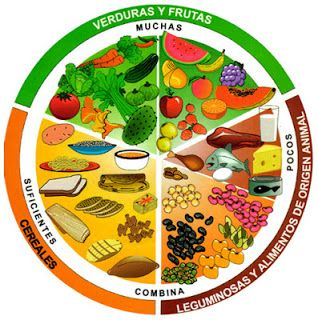 VERDURAS Y FRUTAS
MUCHAS
POCOS
LEGUMINOSAS Y ALIMENTOS DE ORIGEN ANIMAL
COMBINA
SUFICIENTES
CEREALES